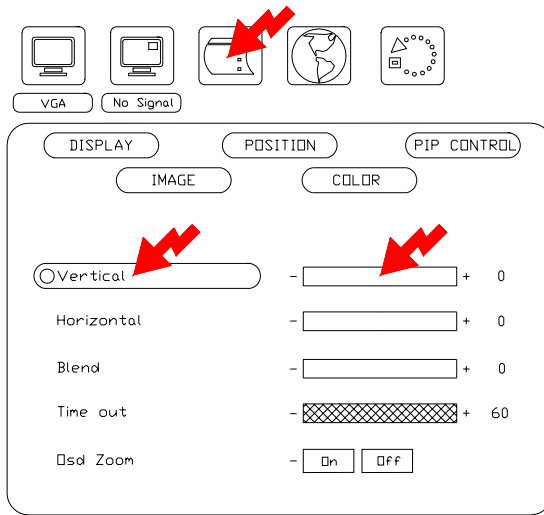 VGA No Signal
DISPLAY POSITION PIP CONTROL
IMAGE COLOR
Vertical - + 0
Horizontal - + 0
Blend - + 0
Time out - + 60
Osd Zoom - On Off